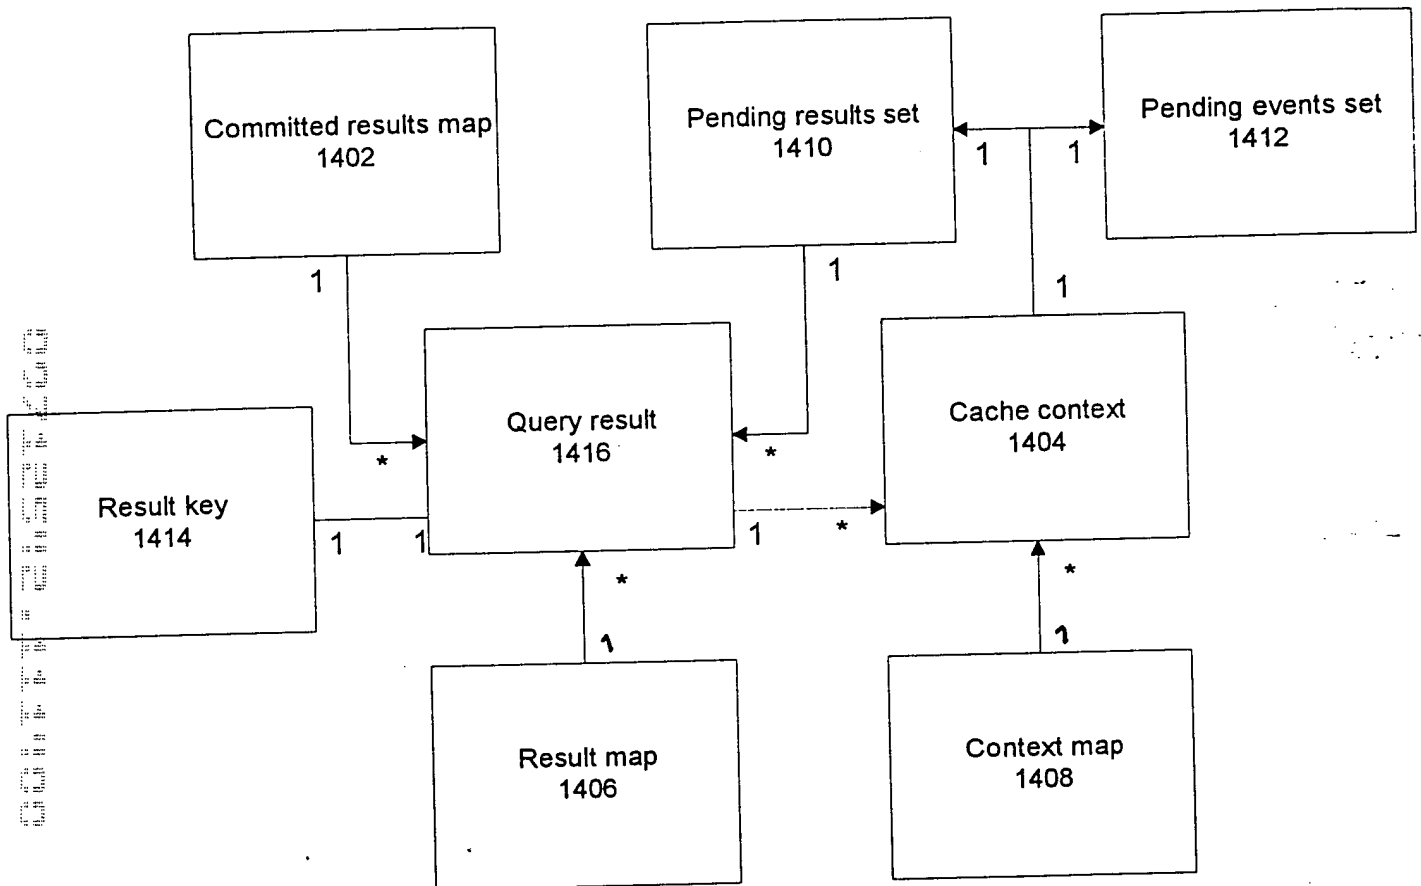 Committed results map
1402
Pending results set
1410
Pending events set
1412
1
1
1
1
1
Query result
1416
Cache context
1404
*
*
Result key
1414
1
1
1
*
*
*
1
1
Result map
1406
Context map
1408